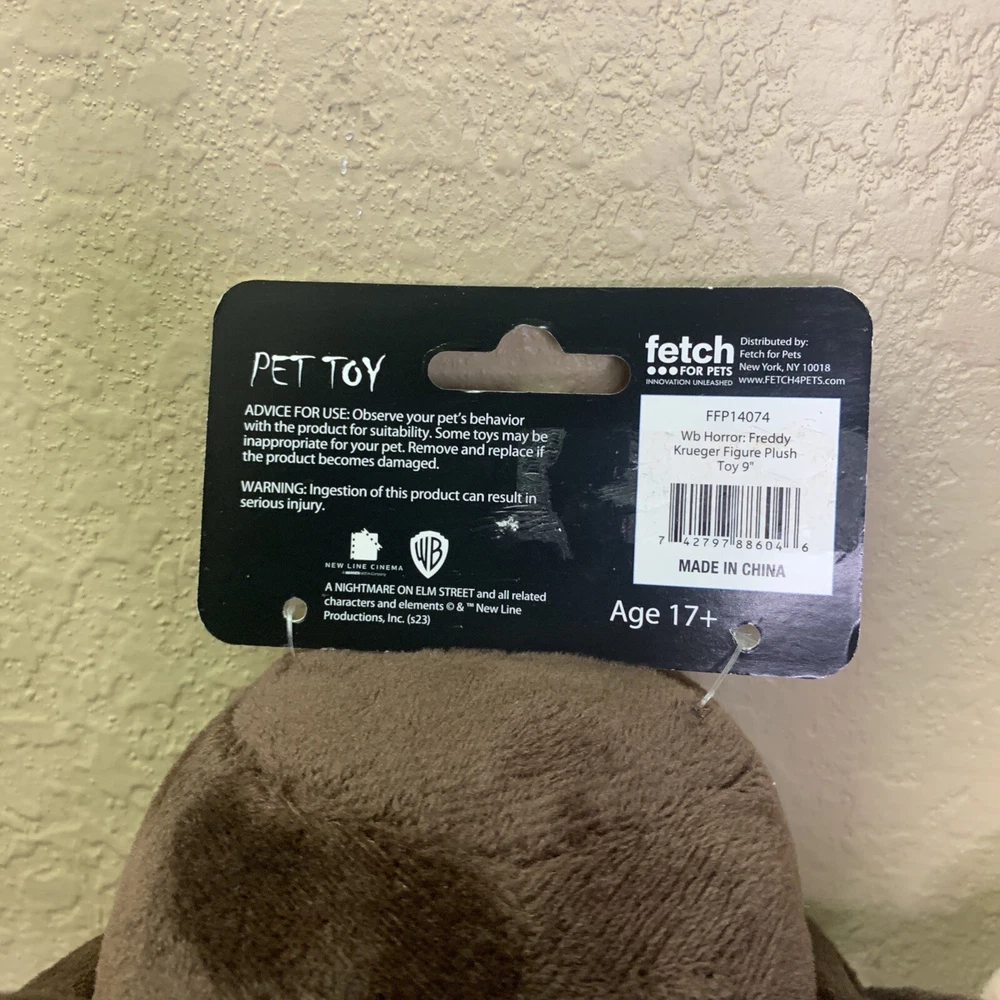 PET TOY
ADVICE FOR USE: Observe your pet's behavior
with the product for suitability. Some toys may be
inappropriate for your pet. Remove and replace if
the product becomes damaged.
WARNING: Ingestion of this product can result in
serious injury.
NEW LINE CINEMA
WB
A NIGHTMARE ON ELM STREET and all related
characters and elements © & ™ New Line
Productions, Inc. (s23)
fetch
FOR PETS
INNOVATION UNLEASHED
Distributed by:
Fetch for Pets
New York, NY 10018
www.FETCH4PETS.com
FFP14074
Wb Horror: Freddy
Krueger Figure Plush
Toy 9"
7 42797 88604 6
MADE IN CHINA
Age 17+